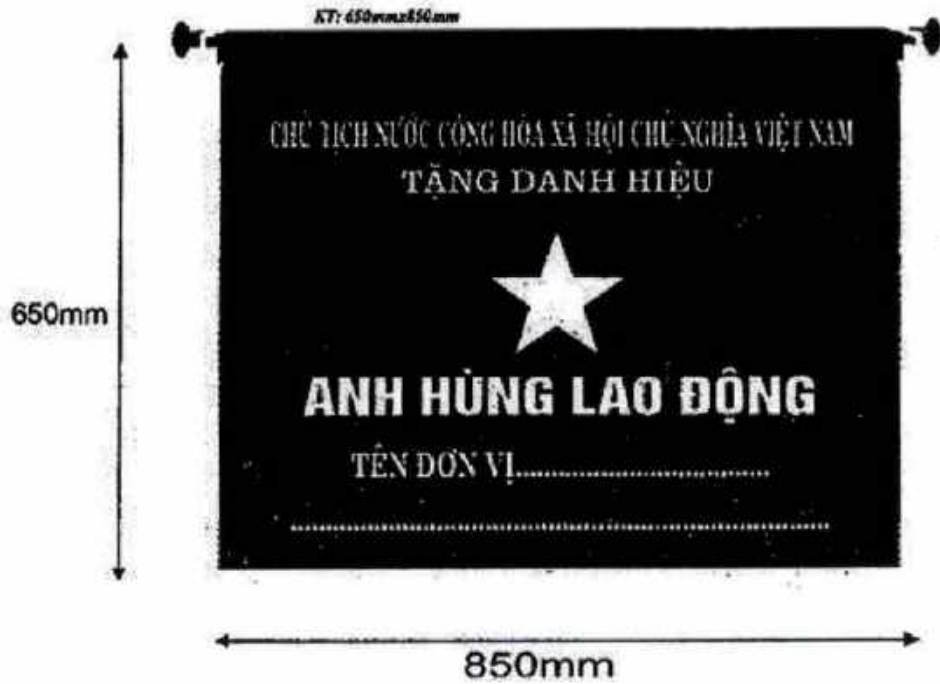 KT: 650mmx850mm
CHỦ TỊCH NƯỚC CỘNG HÒA XÃ HỘI CHỦ NGHĨA VIỆT NAM
TẶNG DANH HIỆU
650mm
ANH HÙNG LAO ĐỘNG
TÊN ĐƠN VỊ.......................................
....................................................................................
850mm